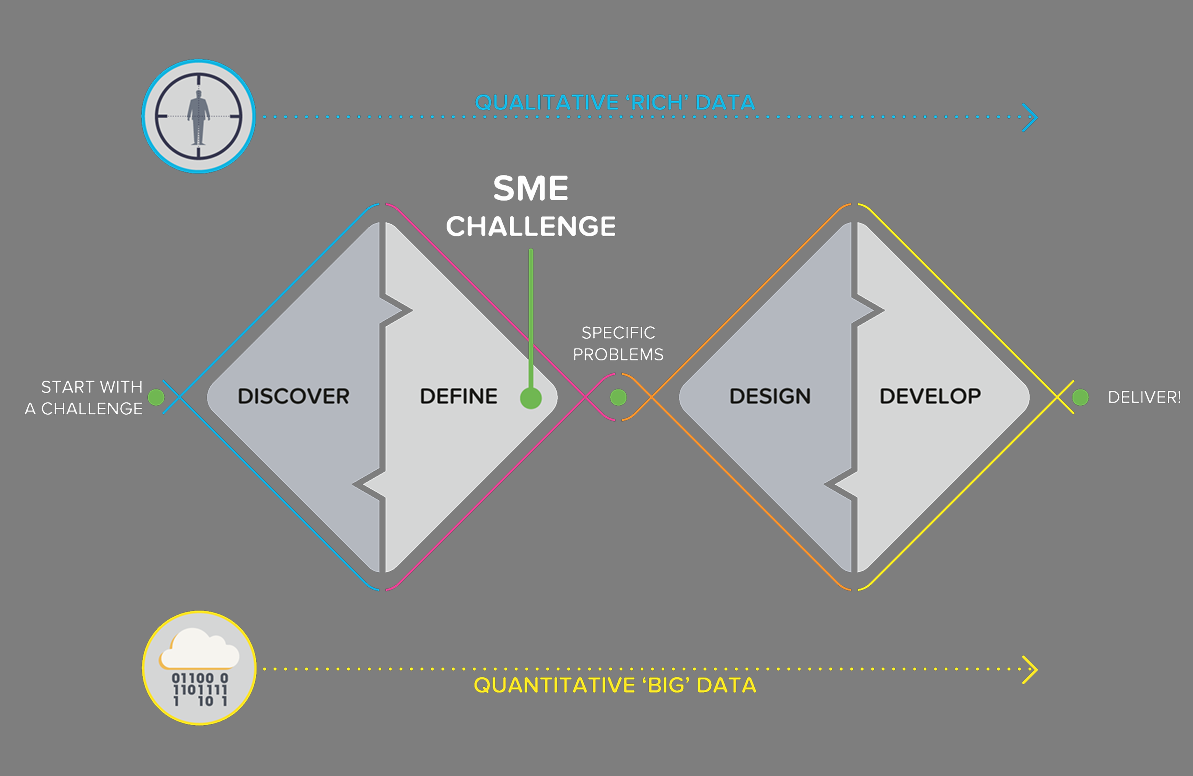 QUALITATIVE ‘RICH’ DATA
SME
CHALLENGE
SPECIFIC
PROBLEMS
START WITH
A CHALLENGE
DISCOVER
DEFINE
DESIGN
DEVELOP
DELIVER!
01100 0
1101111
1 10 1
QUANTITATIVE ‘BIG’ DATA